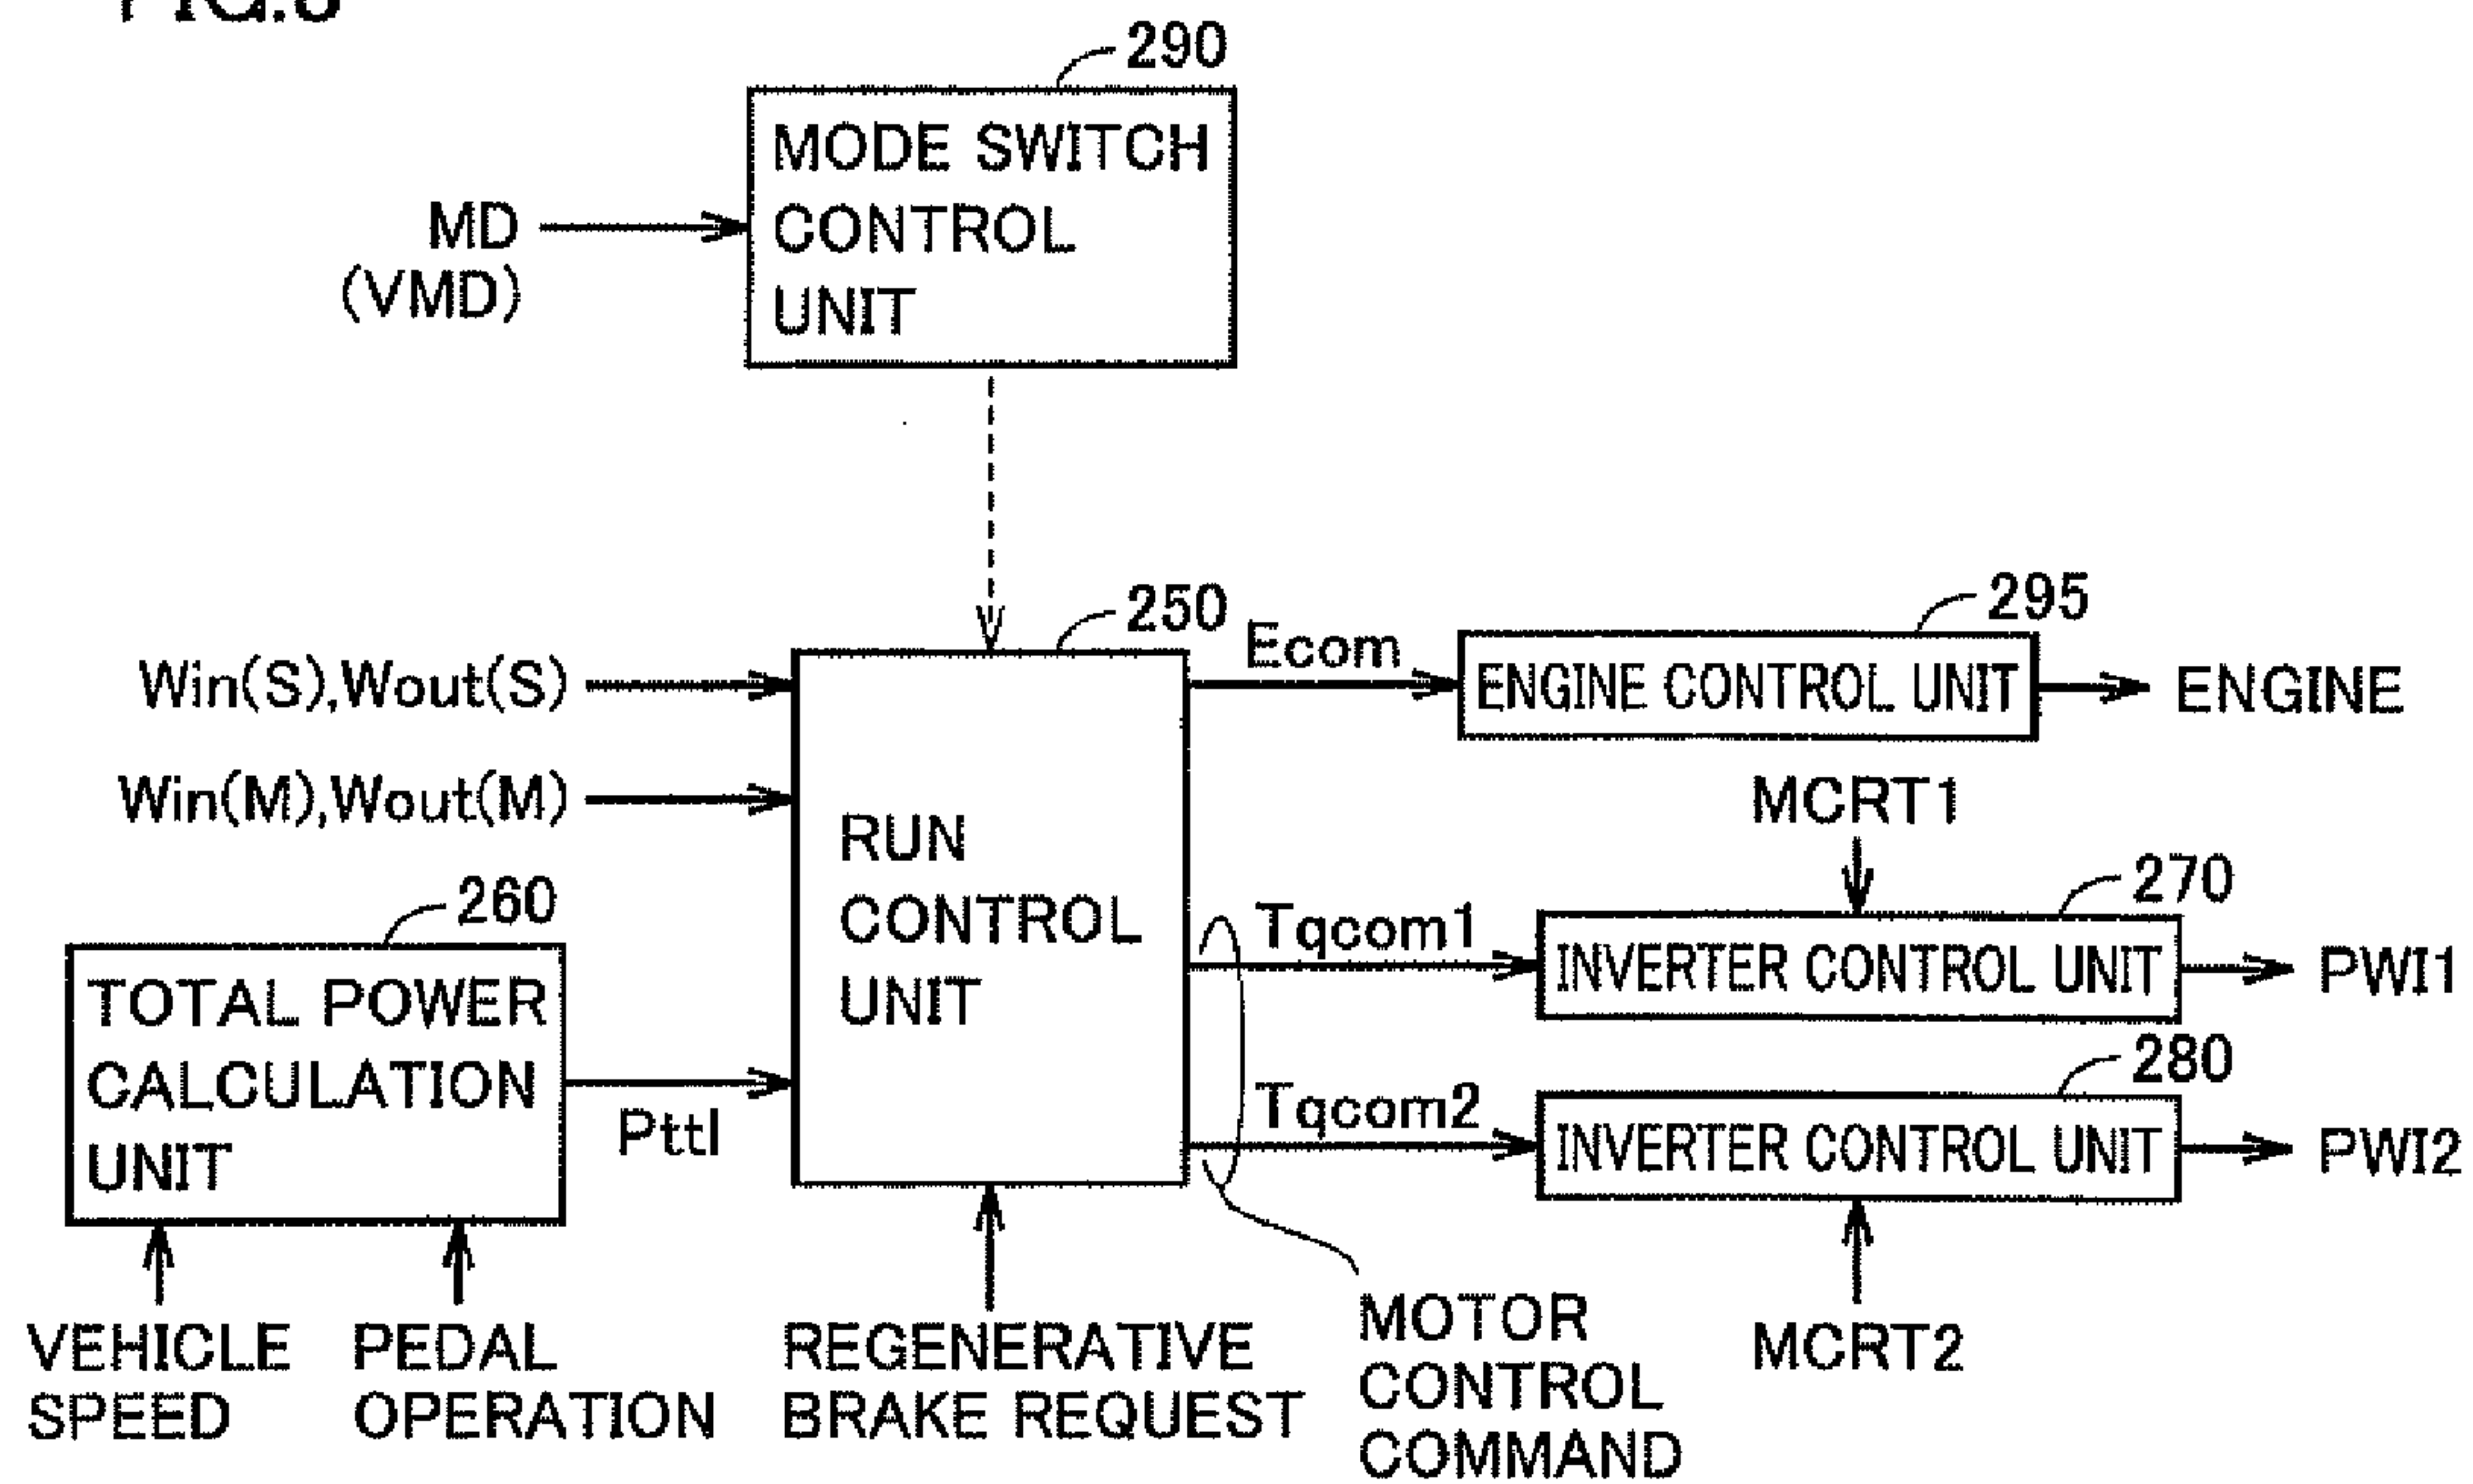 290
MODE SWITCH
CONTROL
UNIT
MD
(VMD)
250
295
Ecom
ENGINE CONTROL UNIT
ENGINE
Win(S),Wout(S)
Win(M),Wout(M)
RUN
CONTROL
UNIT
MCRT1
270
260
Tqcom1
INVERTER CONTROL UNIT
PWI1
TOTAL POWER
CALCULATION
UNIT
Pttl
280
Tqcom2
INVERTER CONTROL UNIT
PWI2
VEHICLE
SPEED
PEDAL
OPERATION
REGENERATIVE
BRAKE REQUEST
MOTOR
CONTROL
COMMAND
MCRT2